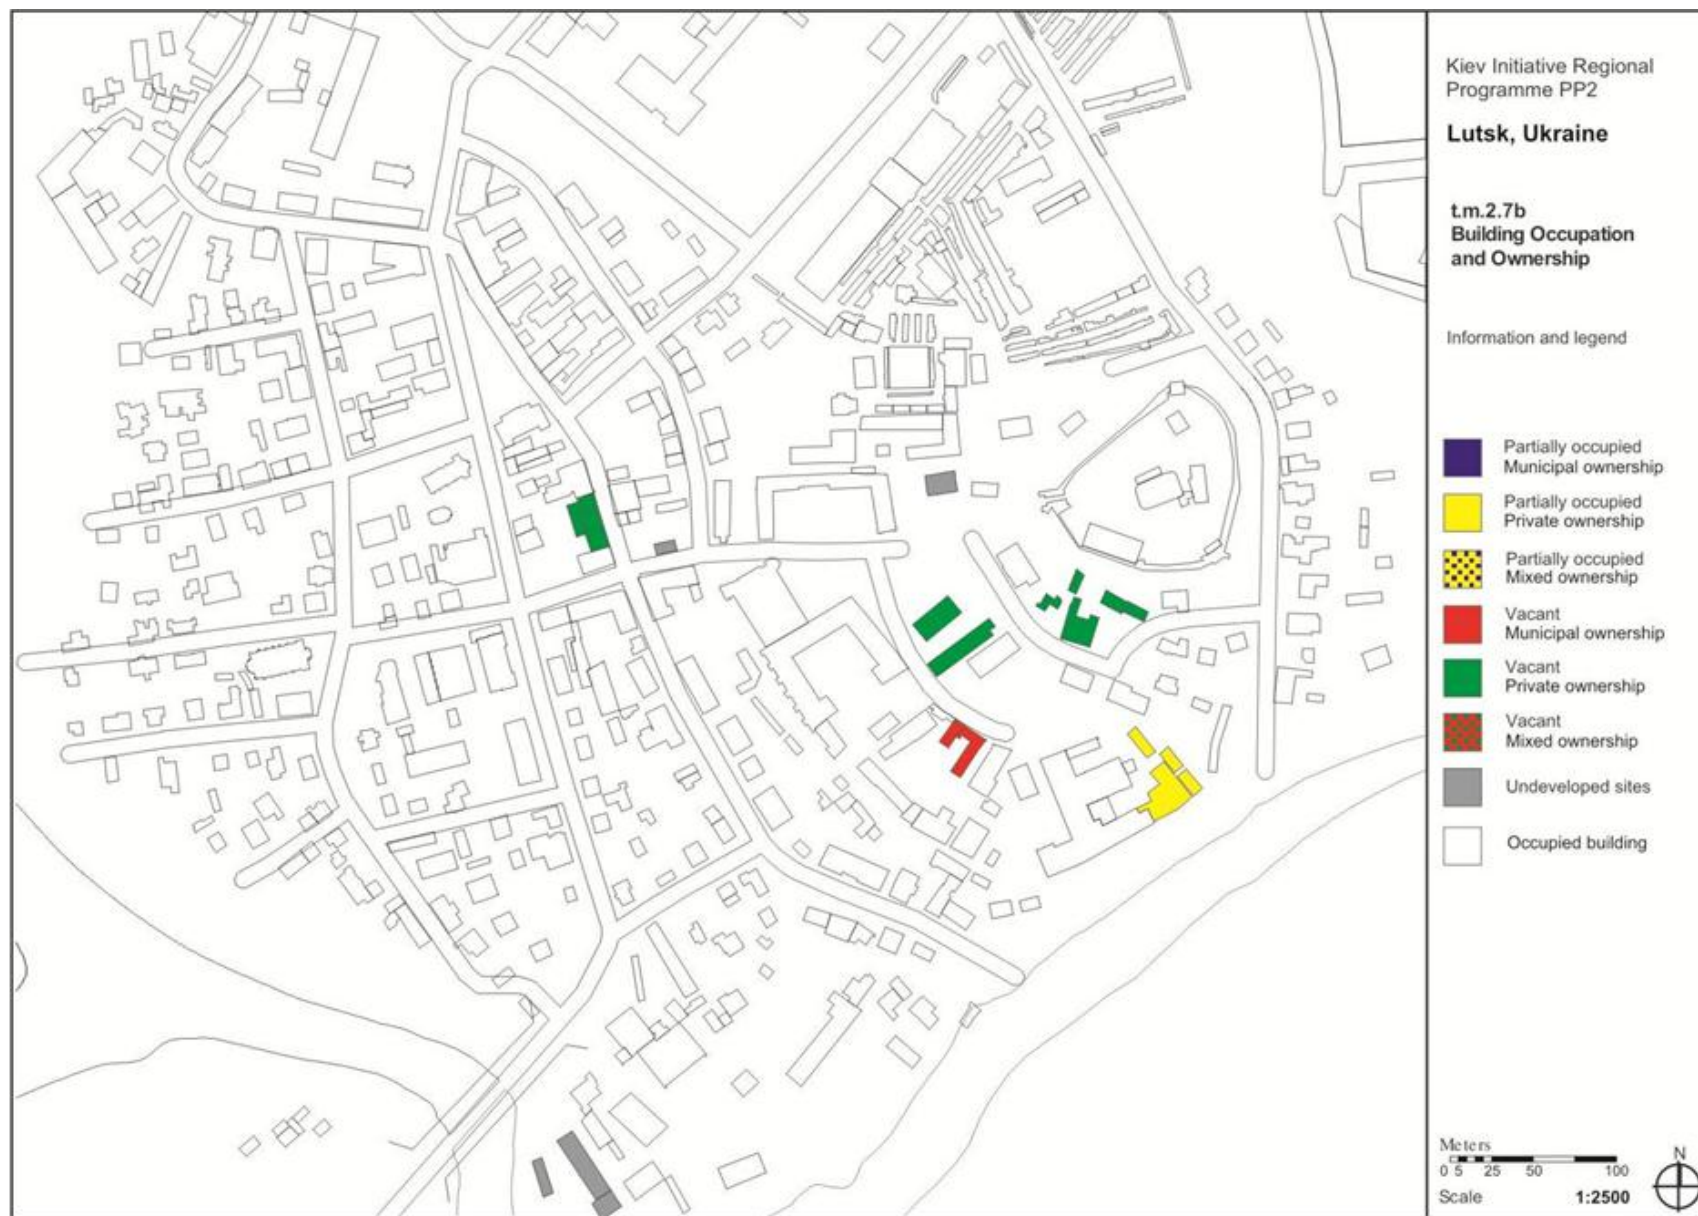 Kiev Initiative Regional
Programme PP2
Lutsk, Ukraine
t.m.2.7b
Building Occupation
and Ownership
Information and legend
Partially occupied
Municipal ownership
Partially occupied
Private ownership
Partially occupied
Mixed ownership
Vacant
Municipal ownership
Vacant
Private ownership
Vacant
Mixed ownership
Undeveloped sites
Occupied building
Meters
0 5 25 50 100
Scale 1:2500
N